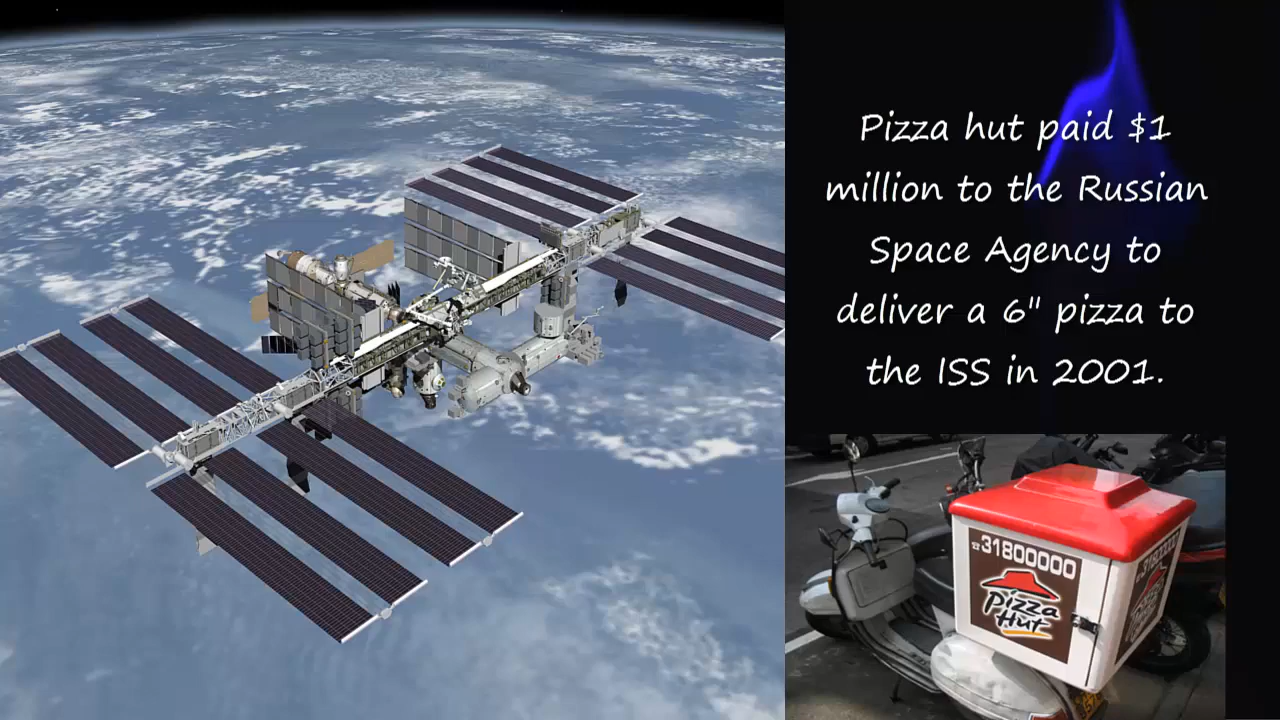 Pizza hut paid $1
million to the Russian
Space Agency to
deliver a 6" pizza to
the ISS in 2001.
☎31800000
Pizza
Hut